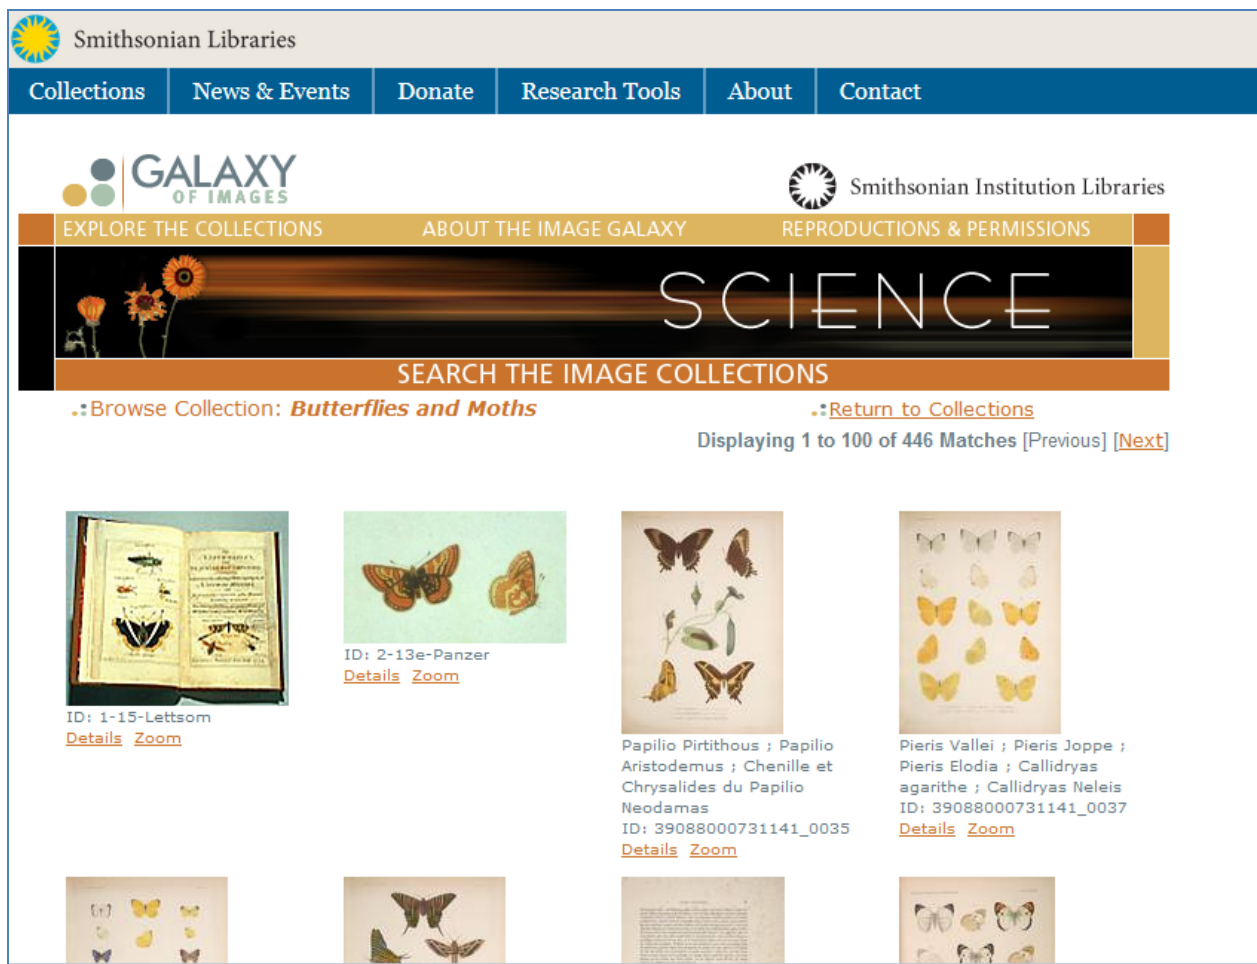 Smithsonian Libraries
Collections
News & Events
Donate
Research Tools
About
Contact
GALAXY
OF IMAGES
Smithsonian Institution Libraries
EXPLORE THE COLLECTIONS
ABOUT THE IMAGE GALAXY
REPRODUCTIONS & PERMISSIONS
SCIENCE
SEARCH THE IMAGE COLLECTIONS
.:Browse Collection: Butterflies and Moths
.:Return to Collections
Displaying 1 to 100 of 446 Matches [Previous] [Next]
ID: 1-15-Lettsom
Details Zoom
ID: 2-13e-Panzer
Details Zoom
Papilio Pirtithous ; Papilio
Aristodemus ; Chenille et
Chrysalides du Papilio
Neodamas
ID: 39088000731141_0035
Details Zoom
Pieris Vallei ; Pieris Joppe ;
Pieris Elodia ; Callidryas
agarithe ; Callidryas Neleis
ID: 39088000731141_0037
Details Zoom